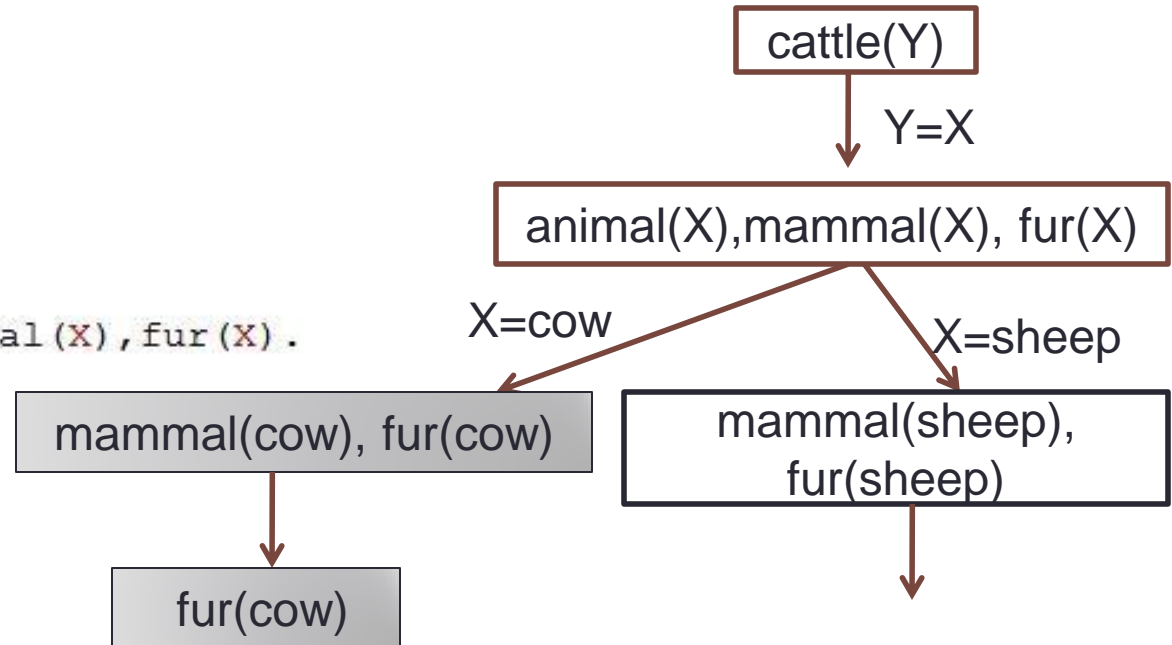 cattle(Y)
Y=X
animal(X),mammal(X), fur(X)
al(X),fur(X).
X=cow
X=sheep
mammal(cow), fur(cow)
mammal(sheep),
fur(sheep)
fur(cow)